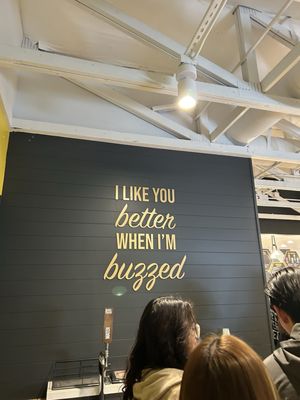 I LIKE YOU
better
WHEN I'M
buzzed